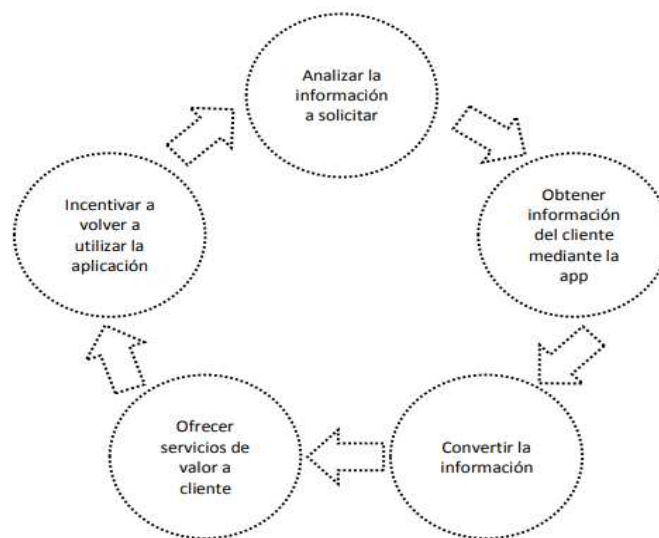 Analizar la
información
a solicitar
Obtener
información
del cliente
mediante la
app
Convertir la
información
Ofrecer
servicios de
valor a
cliente
Incentivar a
volver a
utilizar la
aplicación